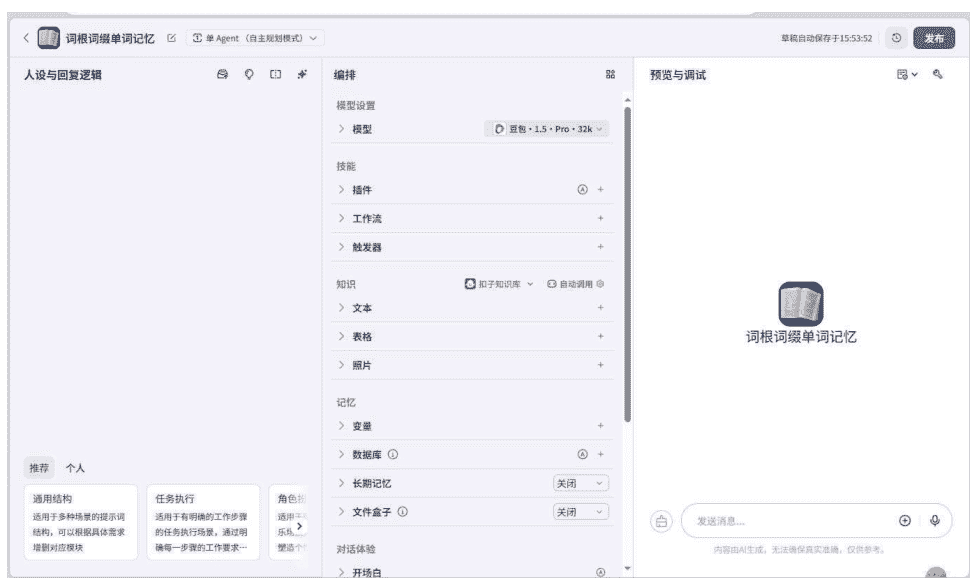 词根词缀单词记忆
单 Agent（自主规划模式）
草稿自动保存于15:53:52
发布
人设与回复逻辑
编排
预览与调试
模型设置
模型
豆包・1.5・Pro・32k
技能
插件
工作流
触发器
知识
扣子知识库
自动调用
文本
表格
照片
记忆
变量
数据库
长期记忆
关闭
文件盒子
关闭
对话体验
开场白
推荐
个人
通用结构
适用于多种场景的提示词
结构，可以根据具体需求
增删对应模块
任务执行
适用于有明确的工作步骤
的任务执行场景，通过明
确每一步骤的工作要求…
角色
适用
乐玩
塑造个
词根词缀单词记忆
发送消息...
内容由AI生成，无法确保真实准确，仅供参考。